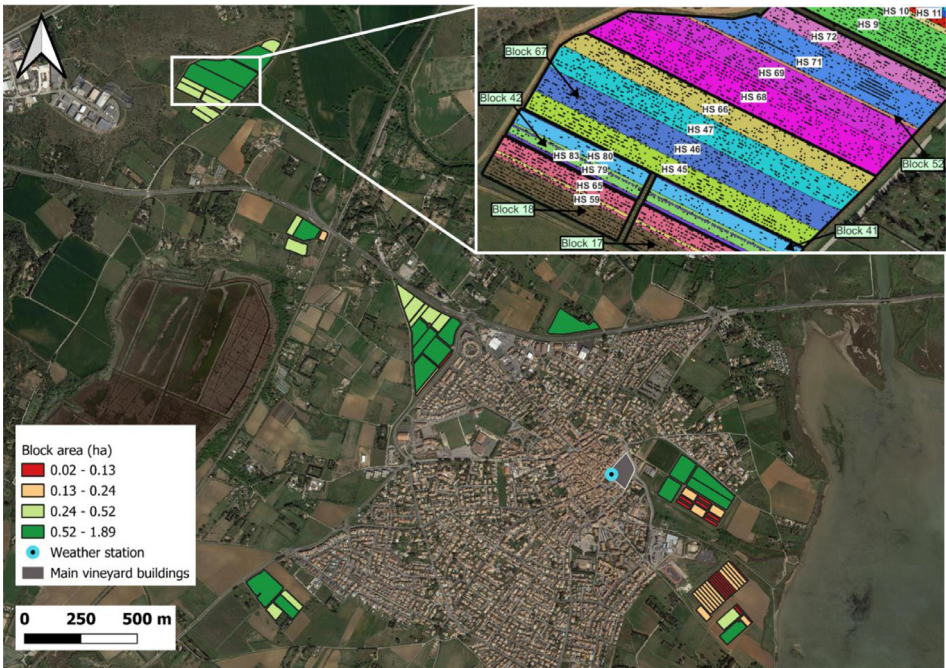 HS 10
HS 11
HS 9
HS 72
Block 67
HS 71
HS 69
HS 68
Block 42
HS 66
HS 47
HS 46
HS 83
HS 80
HS 45
Block 52
HS 79
HS 65
HS 59
Block 18
Block 41
Block 17
Block area (ha)
0.02 - 0.13
0.13 - 0.24
0.24 - 0.52
0.52 - 1.89
Weather station
Main vineyard buildings
0 250 500 m